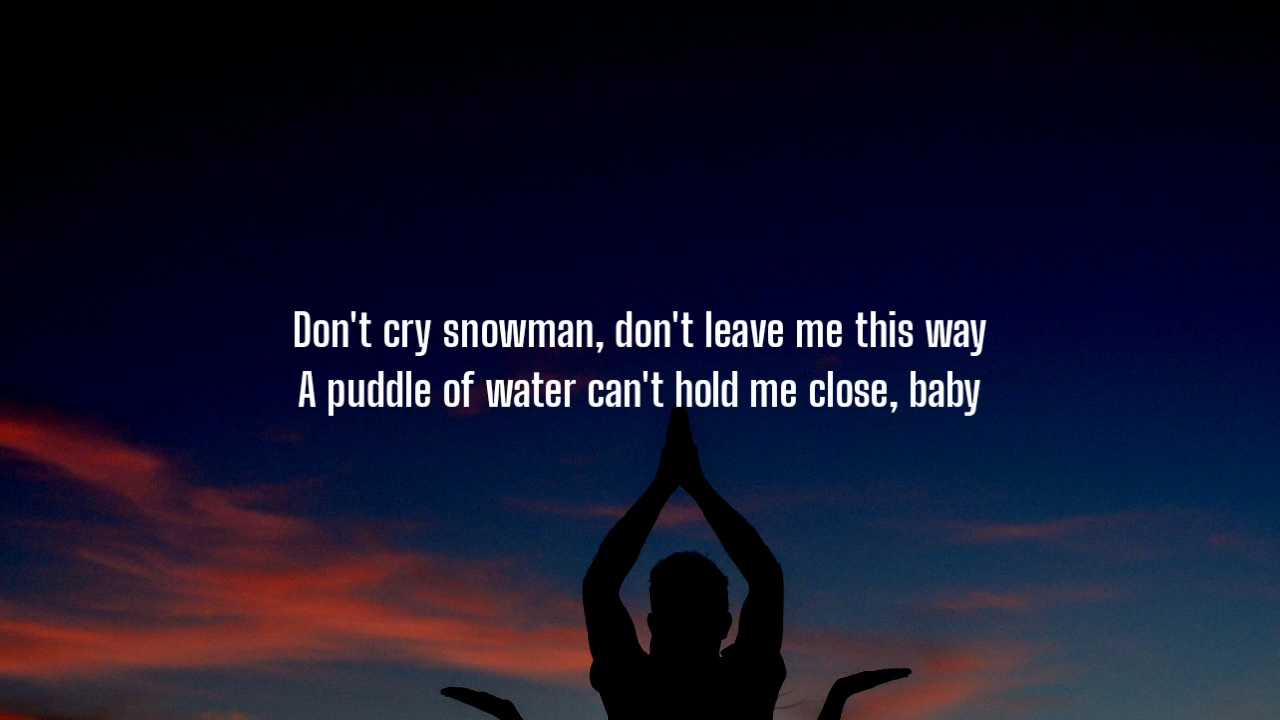 Don't cry snowman, don't leave me this way
A puddle of water can't hold me close, baby